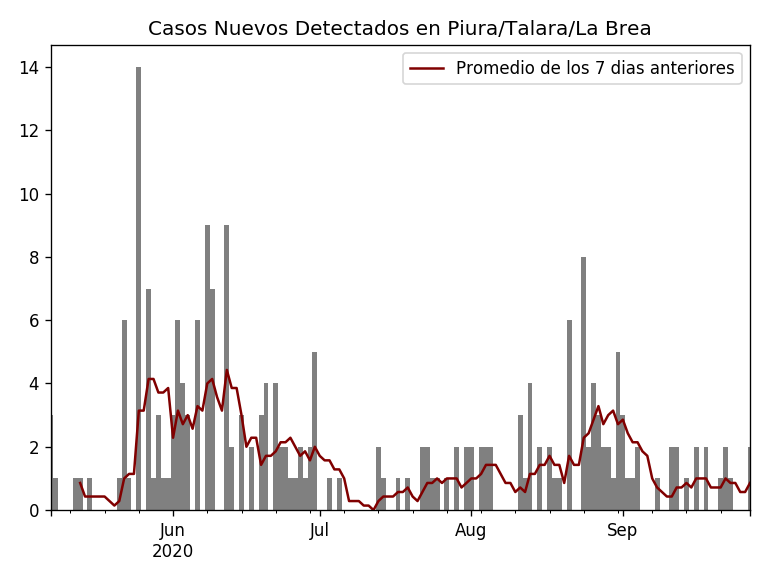 Casos Nuevos Detectados en Piura/Talara/La Brea
Promedio de los 7 dias anteriores
14
12
10
8
6
4
2
0
Jun
Jul
Aug
Sep
2020